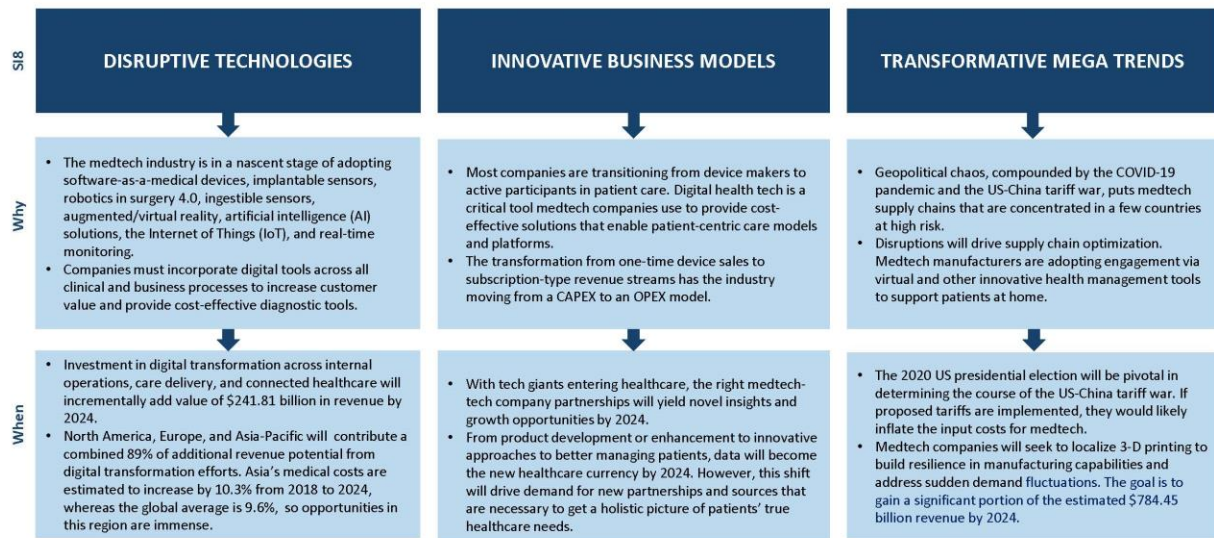 SI8
DISRUPTIVE TECHNOLOGIES
INNOVATIVE BUSINESS MODELS
TRANSFORMATIVE MEGA TRENDS
Why
• The medtech industry is in a nascent stage of adopting
software-as-a-medical devices, implantable sensors,
robotics in surgery 4.0, ingestible sensors,
augmented/virtual reality, artificial intelligence (AI)
solutions, the Internet of Things (IoT), and real-time
monitoring.
• Companies must incorporate digital tools across all
clinical and business processes to increase customer
value and provide cost-effective diagnostic tools.
• Most companies are transitioning from device makers to
active participants in patient care. Digital health tech is a
critical tool medtech companies use to provide cost-
effective solutions that enable patient-centric care models
and platforms.
• The transformation from one-time device sales to
subscription-type revenue streams has the industry
moving from a CAPEX to an OPEX model.
• Geopolitical chaos, compounded by the COVID-19
pandemic and the US-China tariff war, puts medtech
supply chains that are concentrated in a few countries
at high risk.
• Disruptions will drive supply chain optimization.
Medtech manufacturers are adopting engagement via
virtual and other innovative health management tools
to support patients at home.
When
• Investment in digital transformation across internal
operations, care delivery, and connected healthcare will
incrementally add value of $241.81 billion in revenue by
2024.
• North America, Europe, and Asia-Pacific will contribute a
combined 89% of additional revenue potential from
digital transformation efforts. Asia's medical costs are
estimated to increase by 10.3% from 2018 to 2024,
whereas the global average is 9.6%, so opportunities in
this region are immense.
• With tech giants entering healthcare, the right medtech-
tech company partnerships will yield novel insights and
growth opportunities by 2024.
• From product development or enhancement to innovative
approaches to better managing patients, data will become
the new healthcare currency by 2024. However, this shift
will drive demand for new partnerships and sources that
are necessary to get a holistic picture of patients' true
healthcare needs.
• The 2020 US presidential election will be pivotal in
determining the course of the US-China tariff war. If
proposed tariffs are implemented, they would likely
inflate the input costs for medtech.
• Medtech companies will seek to localize 3-D printing to
build resilience in manufacturing capabilities and
address sudden demand fluctuations. The goal is to
gain a significant portion of the estimated $784.45
billion revenue by 2024.